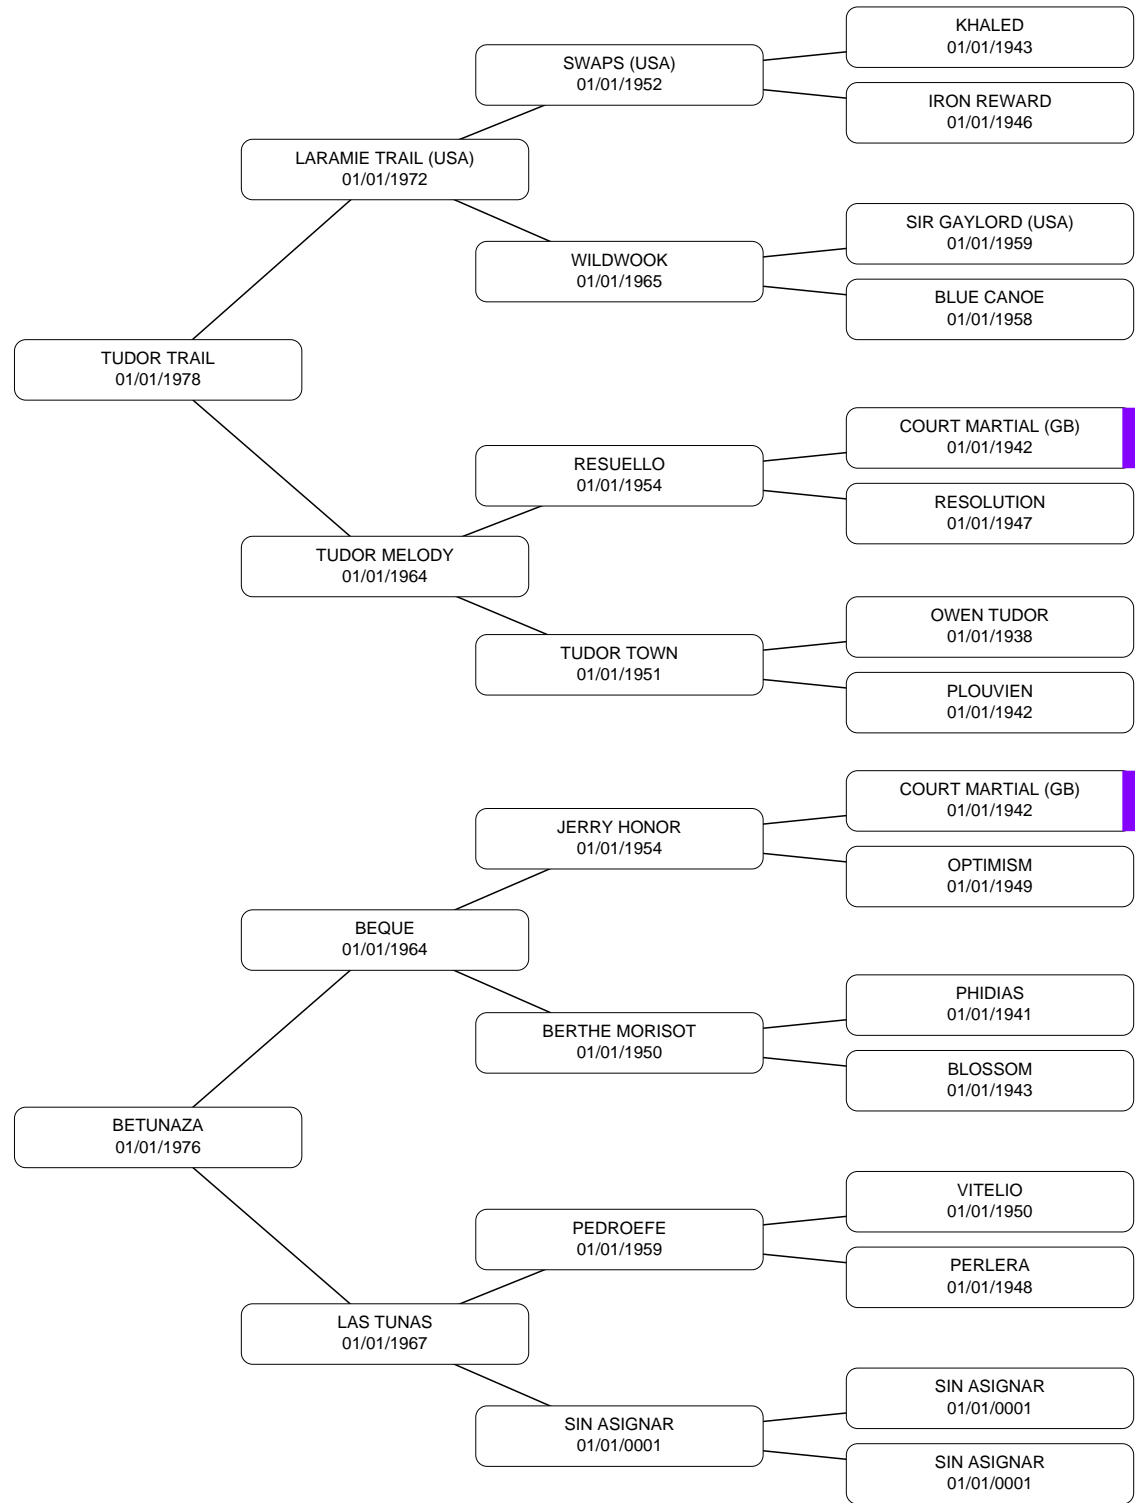 KHALED
01/01/1943
SWAPS (USA)
01/01/1952
IRON REWARD
01/01/1946
LARAMIE TRAIL (USA)
01/01/1972
SIR GAYLORD (USA)
01/01/1959
WILDWOOK
01/01/1965
BLUE CANOE
01/01/1958
TUDOR TRAIL
01/01/1978
COURT MARTIAL (GB)
01/01/1942
RESUELLO
01/01/1954
RESOLUTION
01/01/1947
TUDOR MELODY
01/01/1964
OWEN TUDOR
01/01/1938
TUDOR TOWN
01/01/1951
PLOUVIEN
01/01/1942
COURT MARTIAL (GB)
01/01/1942
JERRY HONOR
01/01/1954
OPTIMISM
01/01/1949
BEQUE
01/01/1964
PHIDIAS
01/01/1941
BERTHE MORISOT
01/01/1950
BLOSSOM
01/01/1943
BETUNAZA
01/01/1976
VITELIO
01/01/1950
PEDROEFE
01/01/1959
PERLERA
01/01/1948
LAS TUNAS
01/01/1967
SIN ASIGNAR
01/01/0001
SIN ASIGNAR
01/01/0001
SIN ASIGNAR
01/01/0001